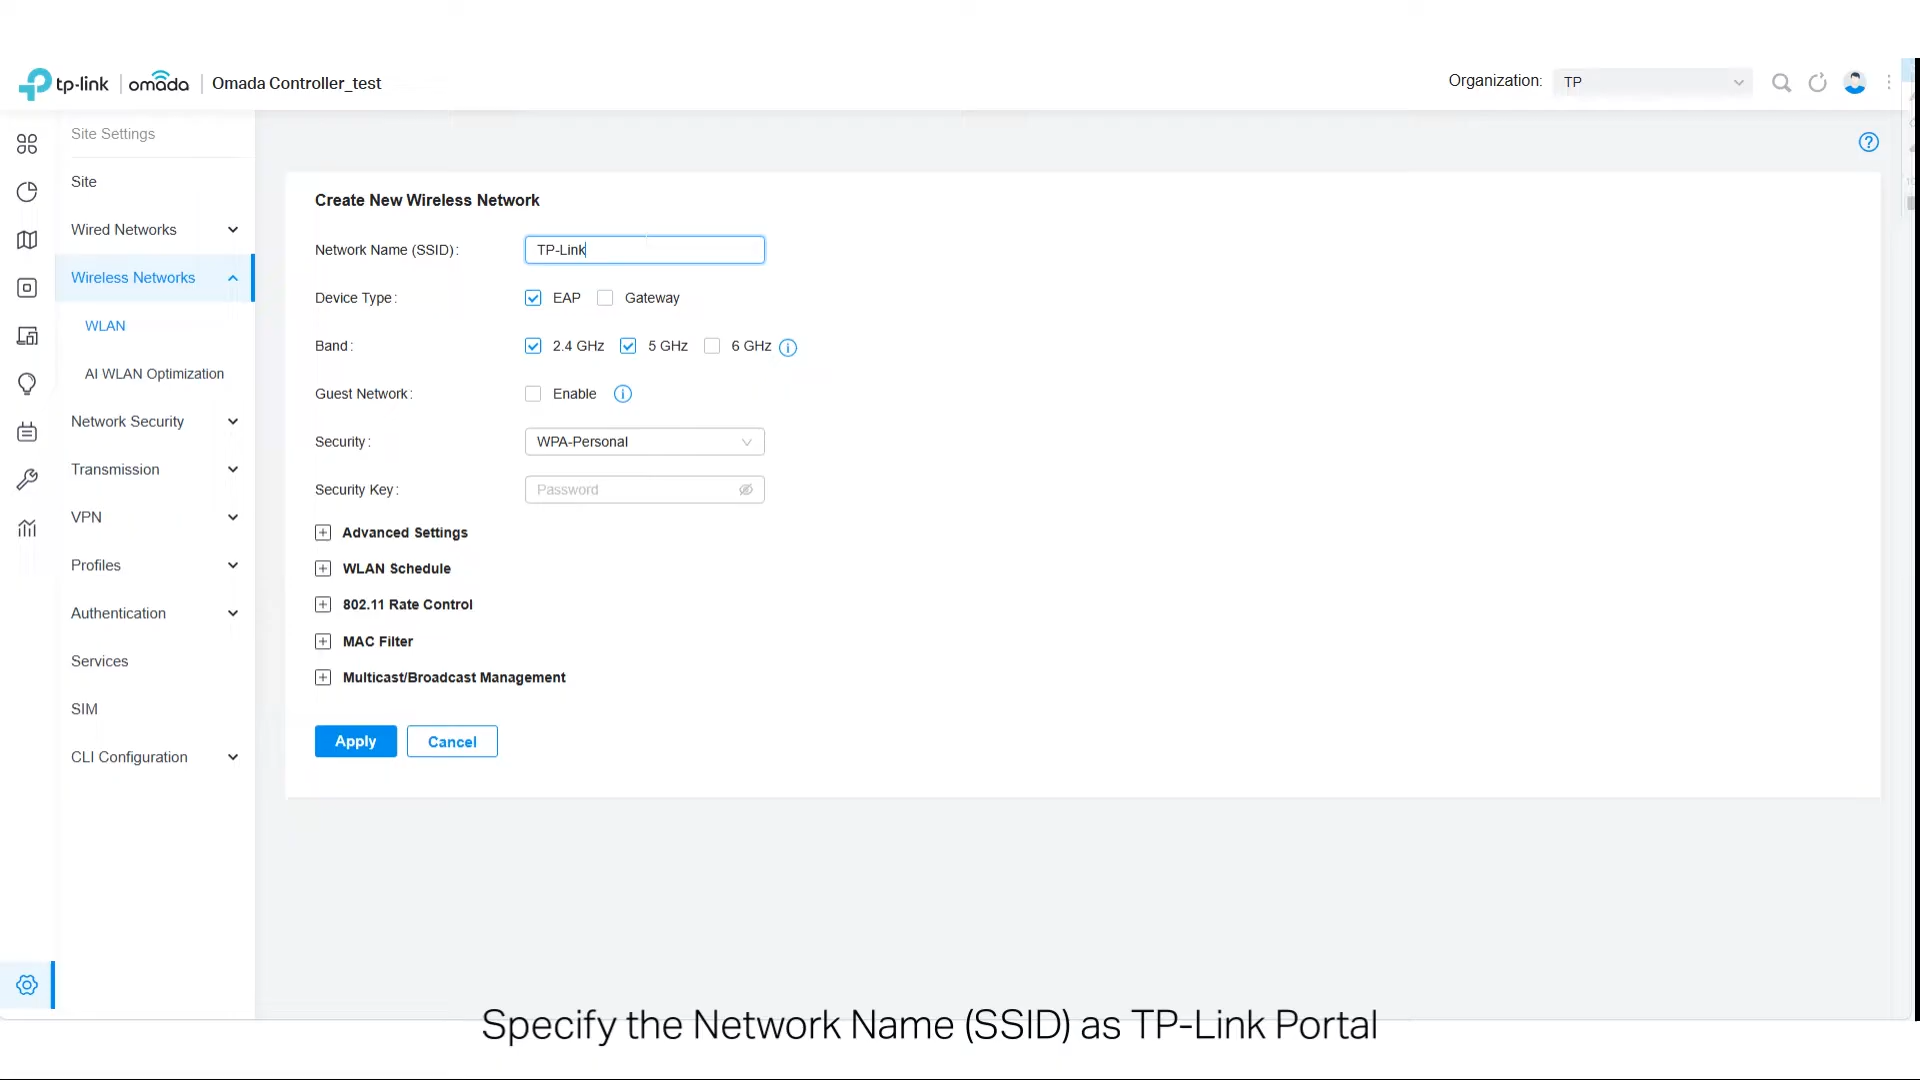 tp-link | omada | Omada Controller_test
Organization: TP
Site Settings
Site
Wired Networks
Wireless Networks
WLAN
AI WLAN Optimization
Network Security
Transmission
VPN
Profiles
Authentication
Services
SIM
CLI Configuration
Create New Wireless Network
Network Name (SSID): TP-Link
Device Type: EAP Gateway
Band: 2.4 GHz 5 GHz 6 GHz
Guest Network: Enable
Security: WPA-Personal
Security Key: Password
Advanced Settings
WLAN Schedule
802.11 Rate Control
MAC Filter
Multicast/Broadcast Management
Apply Cancel
Specify the Network Name (SSID) as TP-Link Portal